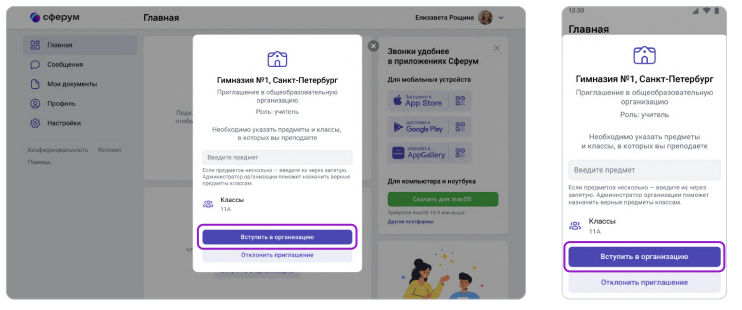 сферум
Главная
Елизавета Рощина
Главная
Сообщения
Мои документы
Профиль
Настройки
Конфиденциальность Условия
Помощь
Гимназия №1, Санкт-Петербург
Приглашение в общеобразовательную
организацию
Роль: учитель
Необходимо указать предметы и классы,
в которых вы преподаете
Введите предмет
Если предметов несколько — введите их через запятую.
Администратор организации поможет назначить верные
предметы классам.
Классы
11А
Вступить в организацию
Отклонить приглашение
Звонки удобнее
в приложениях Сферум
Для мобильных устройств
Загрузите в
App Store
ДОСТУПНО В
Google Play
ОТКРОЙТЕ В
AppGallery
Для компьютера и ноутбука
Скачать для macOS
Требуется macOS 10.9 или выше
Другие платформы
12:30
Главная
Гимназия №1, Санкт-Петербург
Приглашение в общеобразовательную
организацию
Роль: учитель
Необходимо указать предметы
и классы, в которых вы преподаете
Введите предмет
Если предметов несколько — введите их через
запятую. Администратор организации поможет
назначить верные предметы классам.
Классы
11А
Вступить в организацию
Отклонить приглашение